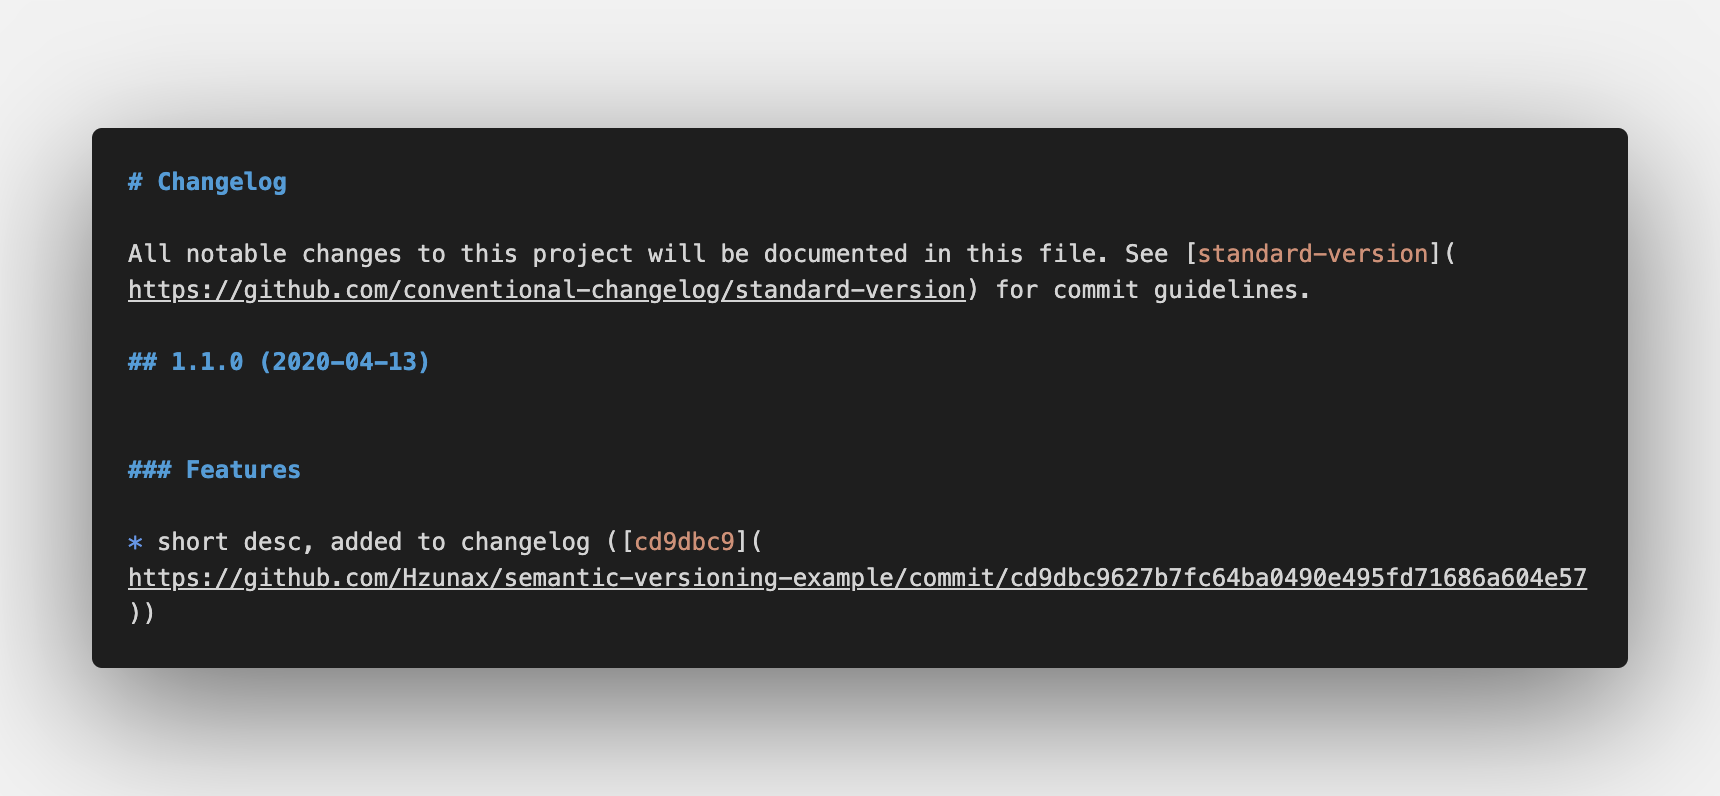 # Changelog
All notable changes to this project will be documented in this file. See [standard-version](
https://github.com/conventional-changelog/standard-version) for commit guidelines.
## 1.1.0 (2020-04-13)
### Features
* short desc, added to changelog ([cd9dbc9](
https://github.com/Hzunax/semantic-versioning-example/commit/cd9dbc9627b7fc64ba0490e495fd71686a604e57
))